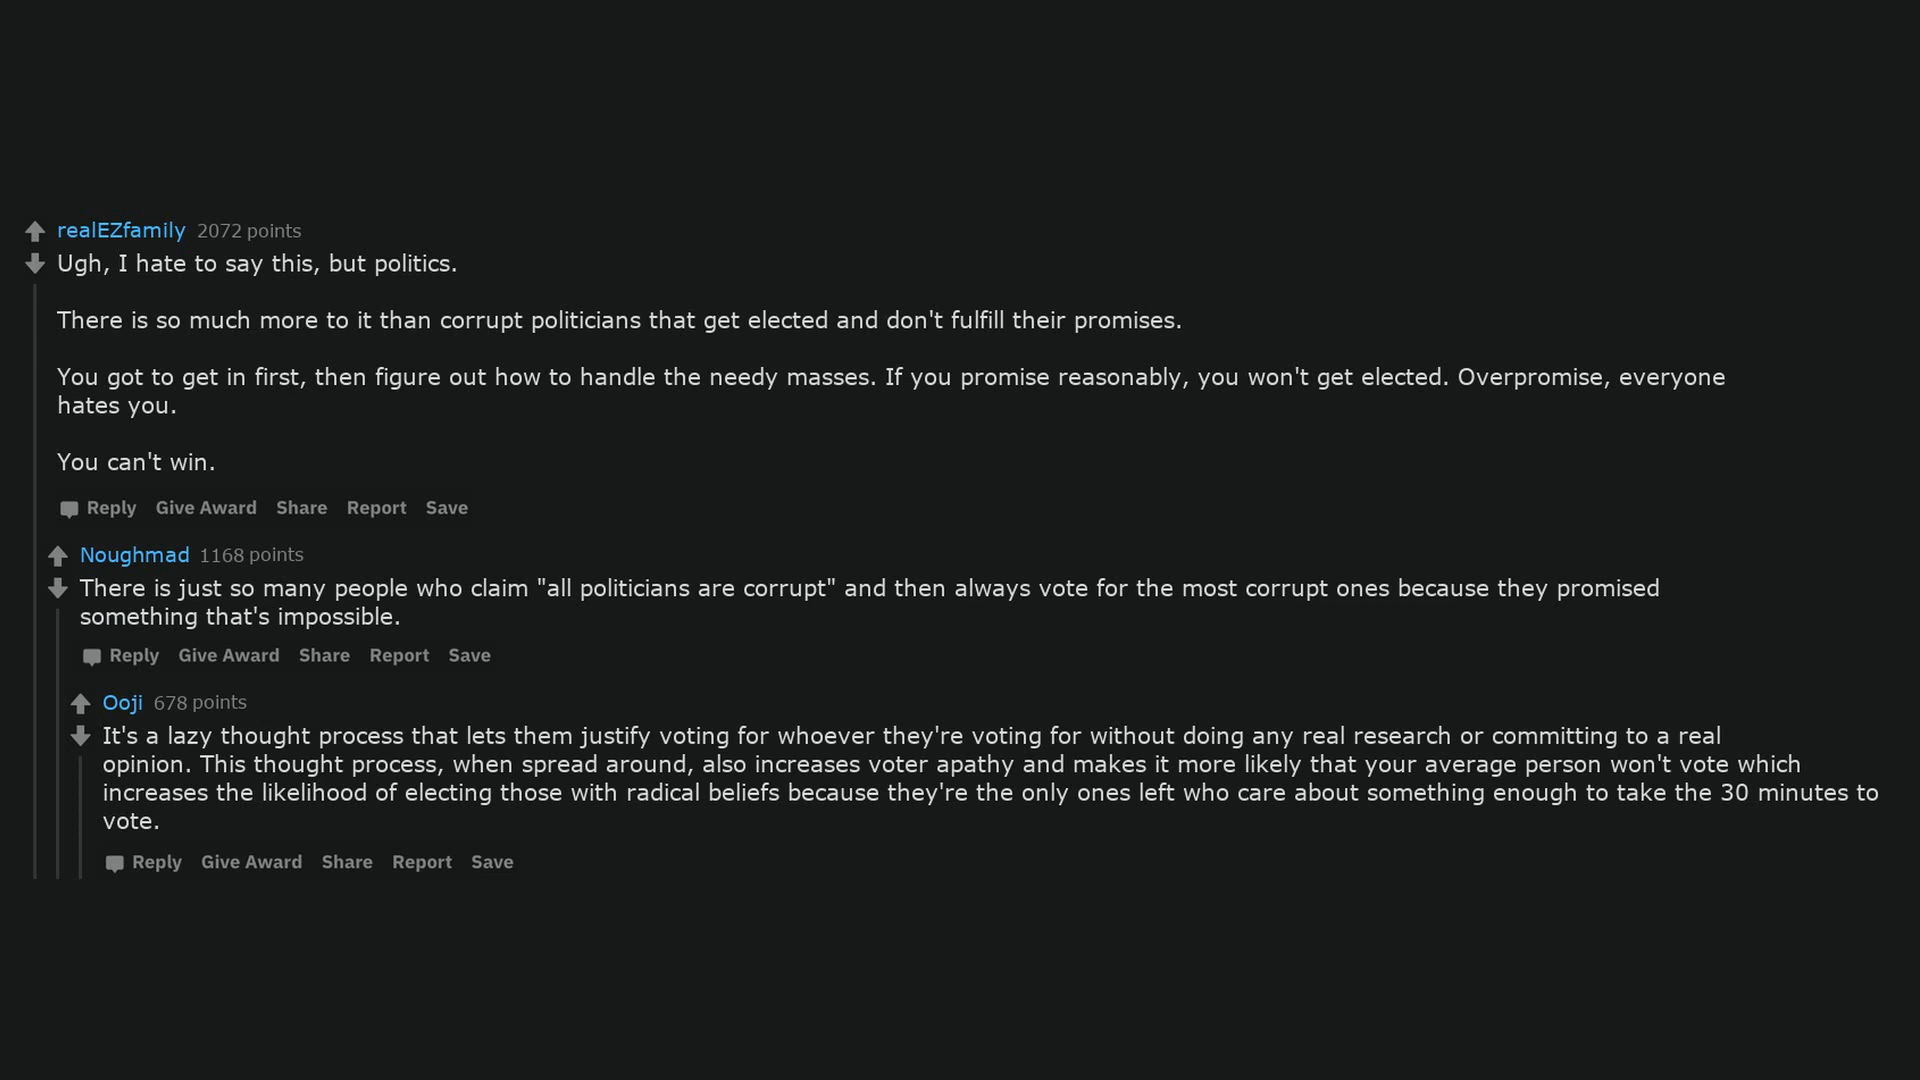 realEZfamily 2072 points
Ugh, I hate to say this, but politics.
There is so much more to it than corrupt politicians that get elected and don't fulfill their promises.
You got to get in first, then figure out how to handle the needy masses. If you promise reasonably, you won't get elected. Overpromise, everyone
hates you.
You can't win.
Reply Give Award Share Report Save
Noughmad 1168 points
There is just so many people who claim "all politicians are corrupt" and then always vote for the most corrupt ones because they promised
something that's impossible.
Reply Give Award Share Report Save
Ooji 678 points
It's a lazy thought process that lets them justify voting for whoever they're voting for without doing any real research or committing to a real
opinion. This thought process, when spread around, also increases voter apathy and makes it more likely that your average person won't vote which
increases the likelihood of electing those with radical beliefs because they're the only ones left who care about something enough to take the 30 minutes to
vote.
Reply Give Award Share Report Save